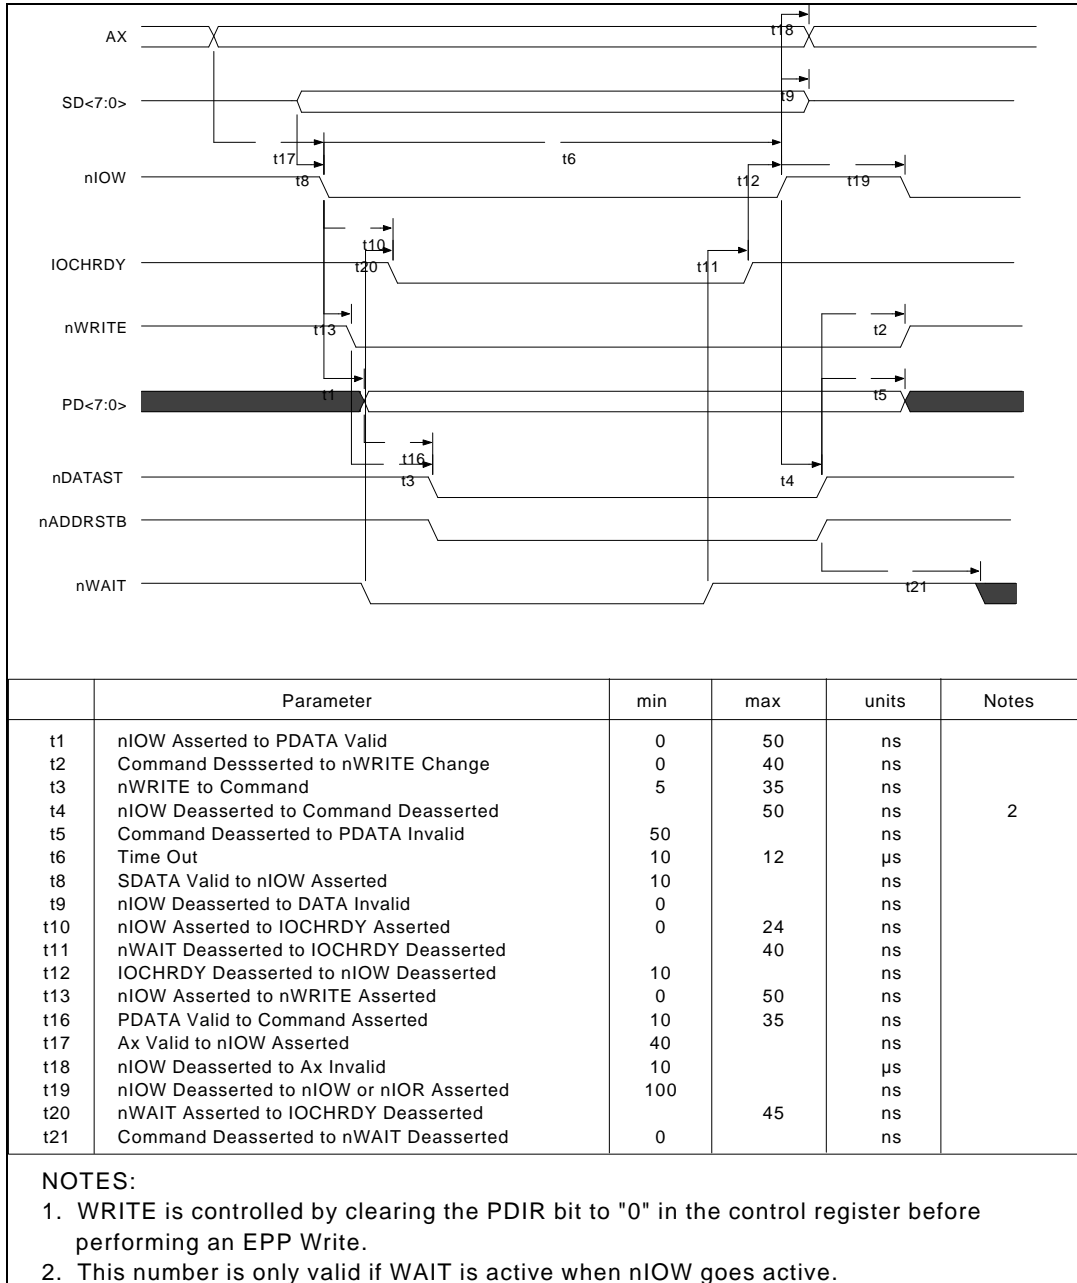 AX
t18
SD<7:0>
t9
t17
t6
nIOW
t8
t12
t19
t10
IOCHRDY
t20
t11
nWRITE
t13
t2
PD<7:0>
t1
t5
t16
nDATAST
t3
t4
nADDRSTB
nWAIT
t21
Parameter min max units Notes
t1 nIOW Asserted to PDATA Valid 0 50 ns
t2 Command Dessserted to nWRITE Change 0 40 ns
t3 nWRITE to Command 5 35 ns
t4 nIOW Deasserted to Command Deasserted 50 ns 2
t5 Command Deasserted to PDATA Invalid 50 ns
t6 Time Out 10 12 µs
t8 SDATA Valid to nIOW Asserted 10 ns
t9 nIOW Deasserted to DATA Invalid 0 ns
t10 nIOW Asserted to IOCHRDY Asserted 0 24 ns
t11 nWAIT Deasserted to IOCHRDY Deasserted 40 ns
t12 IOCHRDY Deasserted to nIOW Deasserted 10 ns
t13 nIOW Asserted to nWRITE Asserted 0 50 ns
t16 PDATA Valid to Command Asserted 10 35 ns
t17 Ax Valid to nIOW Asserted 40 ns
t18 nIOW Deasserted to Ax Invalid 10 µs
t19 nIOW Deasserted to nIOW or nIOR Asserted 100 ns
t20 nWAIT Asserted to IOCHRDY Deasserted 45 ns
t21 Command Deasserted to nWAIT Deasserted 0 ns
NOTES:
1. WRITE is controlled by clearing the PDIR bit to "0" in the control register before
performing an EPP Write.
2. This number is only valid if WAIT is active when nIOW goes active.